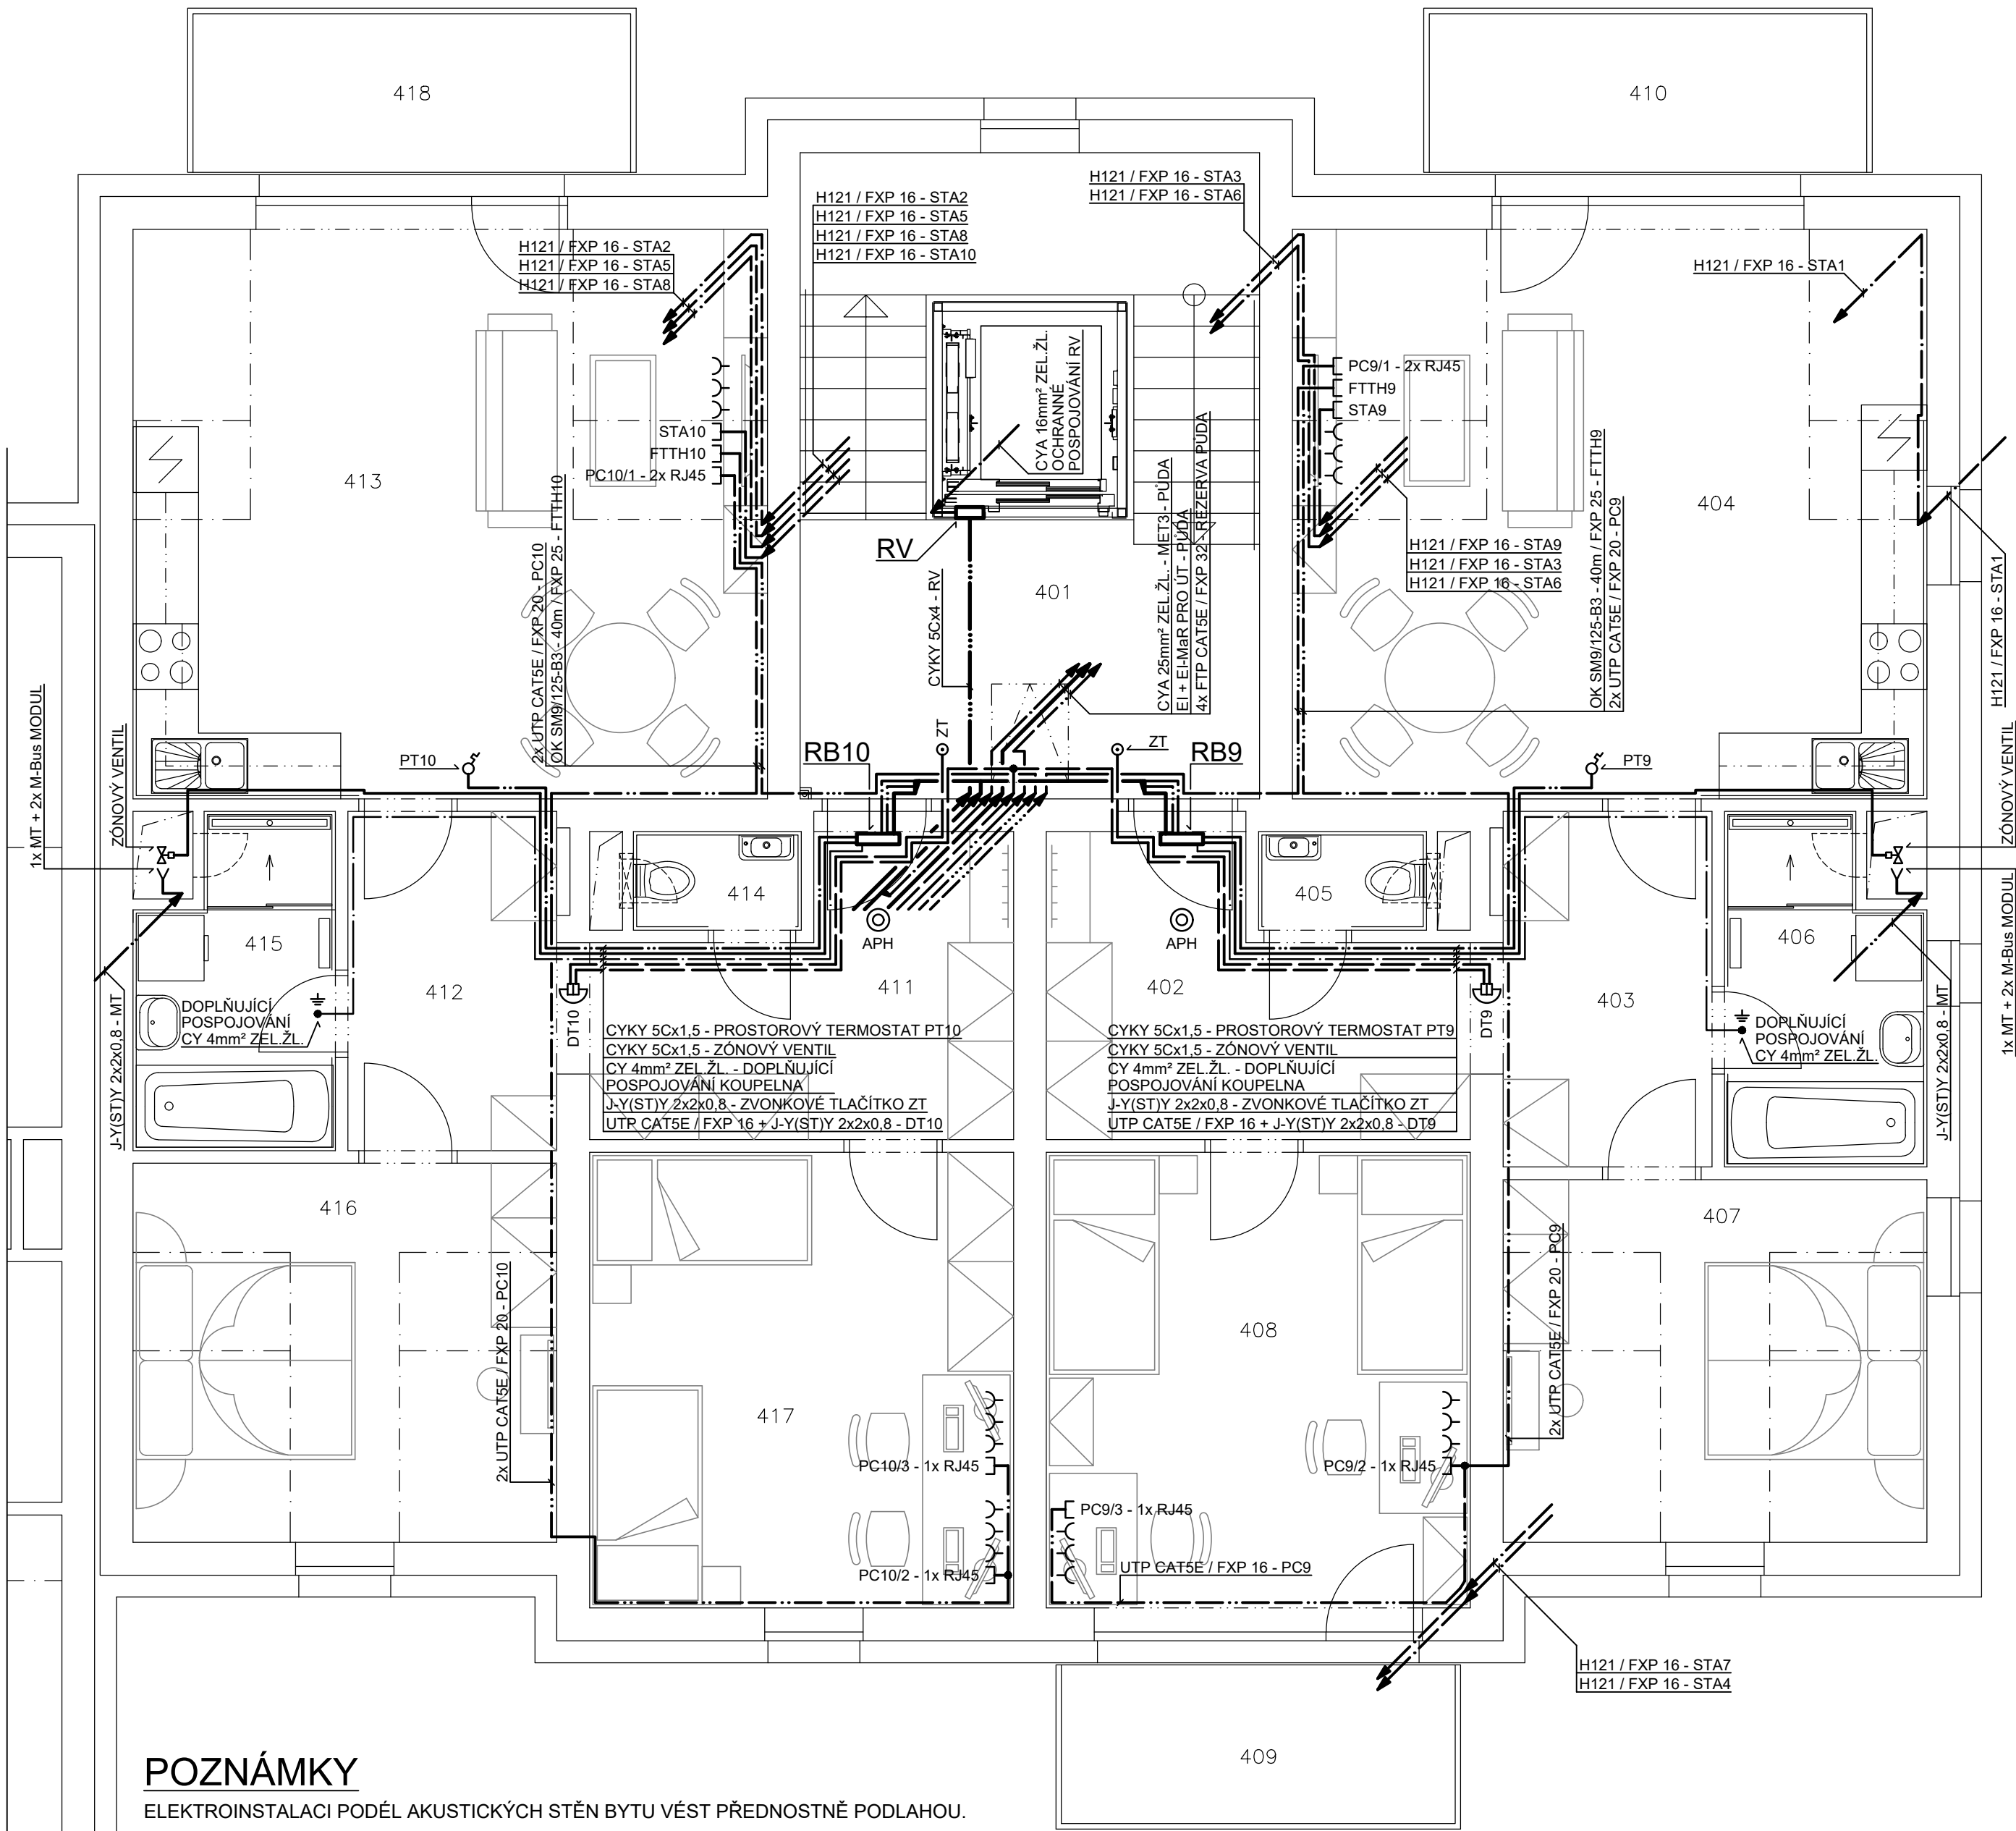 418
410
H121 / FXP 16 - STA2
H121 / FXP 16 - STA5
H121 / FXP 16 - STA8
H121 / FXP 16 - STA10
H121 / FXP 16 - STA3
H121 / FXP 16 - STA6
H121 / FXP 16 - STA2
H121 / FXP 16 - STA5
H121 / FXP 16 - STA8
H121 / FXP 16 - STA1
CYA 16mm² ZEL.ŽL.
OCHRANNÉ
POSPOJOVÁNÍ RV
STA10
FTTH10
PC10/1 - 2x RJ45
PC9/1 - 2x RJ45
FTTH9
STA9
413
404
RV
401
H121 / FXP 16 - STA9
H121 / FXP 16 - STA3
H121 / FXP 16 - STA6
2x UTP CAT5E / FXP 20 - PC10
OK SM9/125-B3 - 40m / FXP 25 - FTTH10
CYKY 5Cx4 - RV
CYA 25mm² ZEL.ŽL. - MET3 - PŮDA
EI + EI-MaR PRO ÚT - PŮDA
4x FTP CAT5E / FXP 32 - REZERVA PŮDA
OK SM9/125-B3 - 40m / FXP 25 - FTTH9
2x UTP CAT5E / FXP 20 - PC9
H121 / FXP 16 - STA1
1x MT + 2x M-Bus MODUL
ZÓNOVÝ VENTIL
PT10
RB10
ZT
ZT
RB9
PT9
ZÓNOVÝ VENTIL
1x MT + 2x M-Bus MODUL
414
405
APH
APH
415
406
412
411
402
403
J-Y(ST)Y 2x2x0,8 - MT
DOPLŇUJÍCÍ
POSPOJOVÁNÍ
CY 4mm² ZEL.ŽL.
DT10
DT9
DOPLŇUJÍCÍ
POSPOJOVÁNÍ
CY 4mm² ZEL.ŽL.
J-Y(ST)Y 2x2x0,8 - MT
CYKY 5Cx1,5 - PROSTOROVÝ TERMOSTAT PT10
CYKY 5Cx1,5 - ZÓNOVÝ VENTIL
CY 4mm² ZEL.ŽL. - DOPLŇUJÍCÍ
POSPOJOVÁNÍ KOUPELNA
J-Y(ST)Y 2x2x0,8 - ZVONKOVÉ TLAČÍTKO ZT
UTP CAT5E / FXP 16 + J-Y(ST)Y 2x2x0,8 - DT10
CYKY 5Cx1,5 - PROSTOROVÝ TERMOSTAT PT9
CYKY 5Cx1,5 - ZÓNOVÝ VENTIL
CY 4mm² ZEL.ŽL. - DOPLŇUJÍCÍ
POSPOJOVÁNÍ KOUPELNA
J-Y(ST)Y 2x2x0,8 - ZVONKOVÉ TLAČÍTKO ZT
UTP CAT5E / FXP 16 + J-Y(ST)Y 2x2x0,8 - DT9
416
407
417
408
2x UTP CAT5E / FXP 20 - PC10
2x UTP CAT5E / FXP 20 - PC9
PC10/3 - 1x RJ45
PC9/2 - 1x RJ45
PC9/3 - 1x RJ45
PC10/2 - 1x RJ45
UTP CAT5E / FXP 16 - PC9
H121 / FXP 16 - STA7
H121 / FXP 16 - STA4
409
POZNÁMKY
ELEKTROINSTALACI PODÉL AKUSTICKÝCH STĚN BYTU VÉST PŘEDNOSTNĚ PODLAHOU.